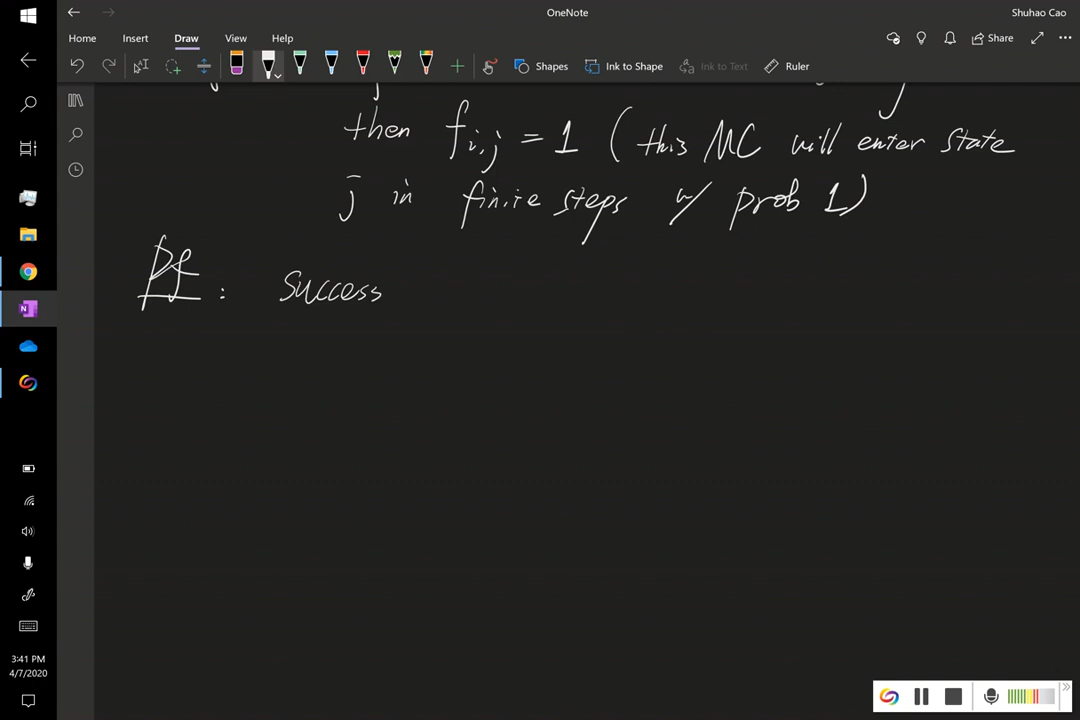 OneNote
Shuhao Cao
Home Insert Draw View Help
Share
Shapes Ink to Shape Ink to Text Ruler
then f_{i,j} = 1 (this MC will enter state
j in finite steps w/ prob 1)
Pf : Success
3:41 PM
4/7/2020